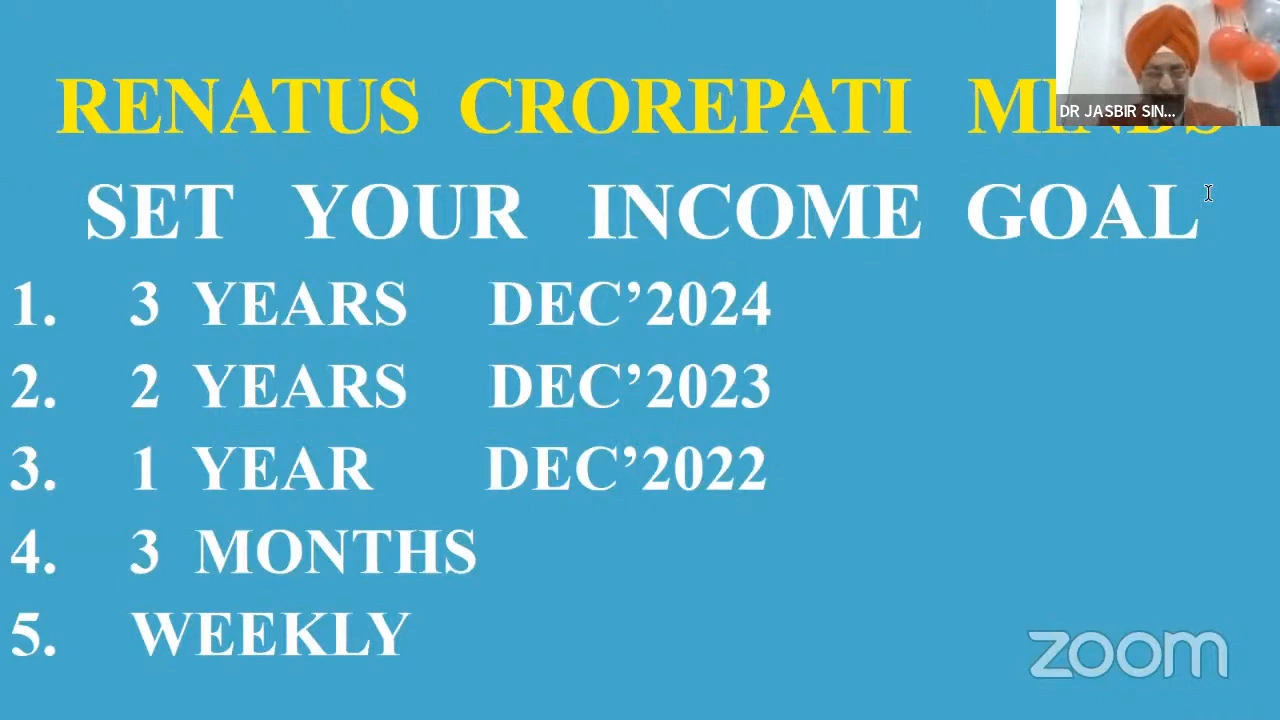 RENATUS CROREPATI MINDS
DR JASBIR SIN...
SET YOUR INCOME GOAL
1. 3 YEARS DEC’2024
2. 2 YEARS DEC’2023
3. 1 YEAR DEC’2022
4. 3 MONTHS
5. WEEKLY
zoom